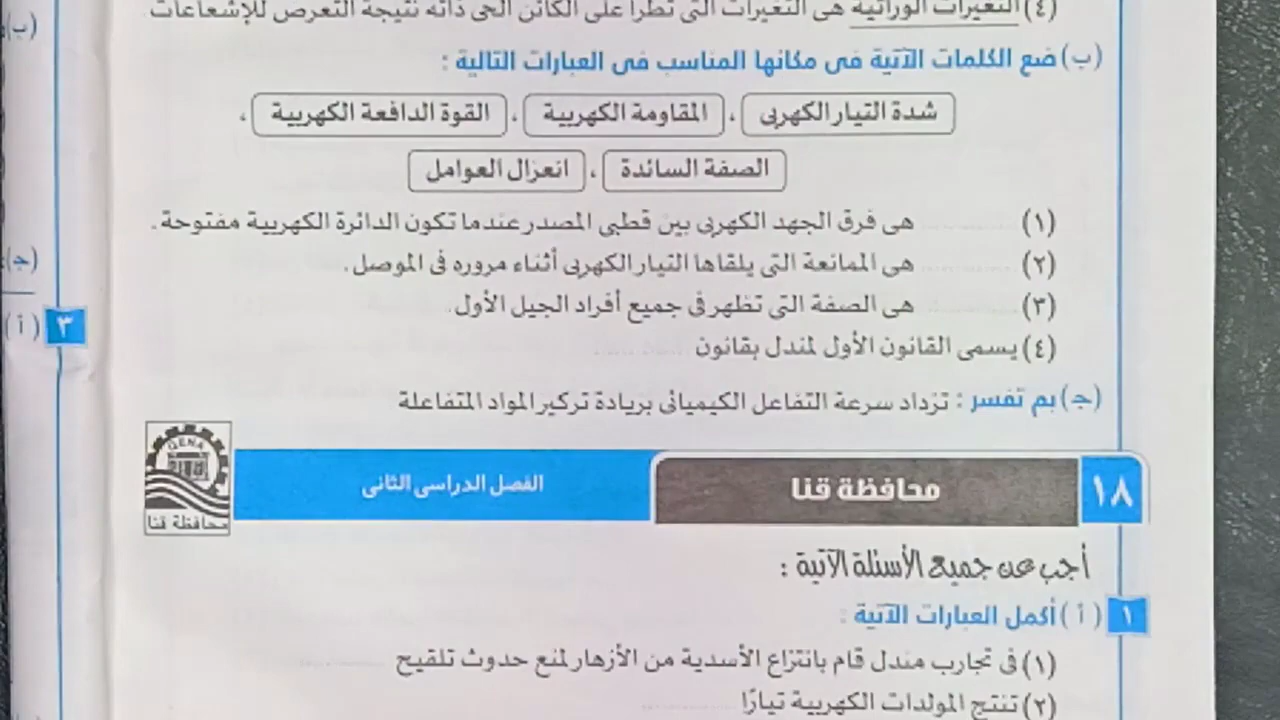 (٤) التغيرات الوراثية هى التغيرات التى تطرأ على الكائن الحى ذاته نتيجة التعرض للإشعاعات
(ب) ضع الكلمات الآتية فى مكانها المناسب فى العبارات التالية :
شدة التيار الكهربى ، المقاومة الكهربية ، القوة الدافعة الكهربية ،
الصفة السائدة ، انعزال العوامل
(١) ............ هى فرق الجهد الكهربى بين قطبى المصدر عندما تكون الدائرة الكهربية مفتوحة .
(٢) ............ هى الممانعة التى يلقاها التيار الكهربى أثناء مروره فى الموصل .
(٣) ............ هى الصفة التى تظهر فى جميع أفراد الجيل الأول .
(٤) يسمى القانون الأول لمندل بقانون ............
(ج) بم تفسر : تزداد سرعة التفاعل الكيميائى بزيادة تركيز المواد المتفاعلة
١٨ محافظة قنا الفصل الدراسى الثانى
QENA
محافظة قنا
أجب عن جميع الأسئلة الآتية :
١ ( أ ) أكمل العبارات الآتية :
(١) فى تجارب مندل قام بانتزاع الأسدية من الأزهار لمنع حدوث تلقيح ............
(٢) تنتج المولدات الكهربية تيارًا ............
(ب)
(ج)
٣ ( أ )